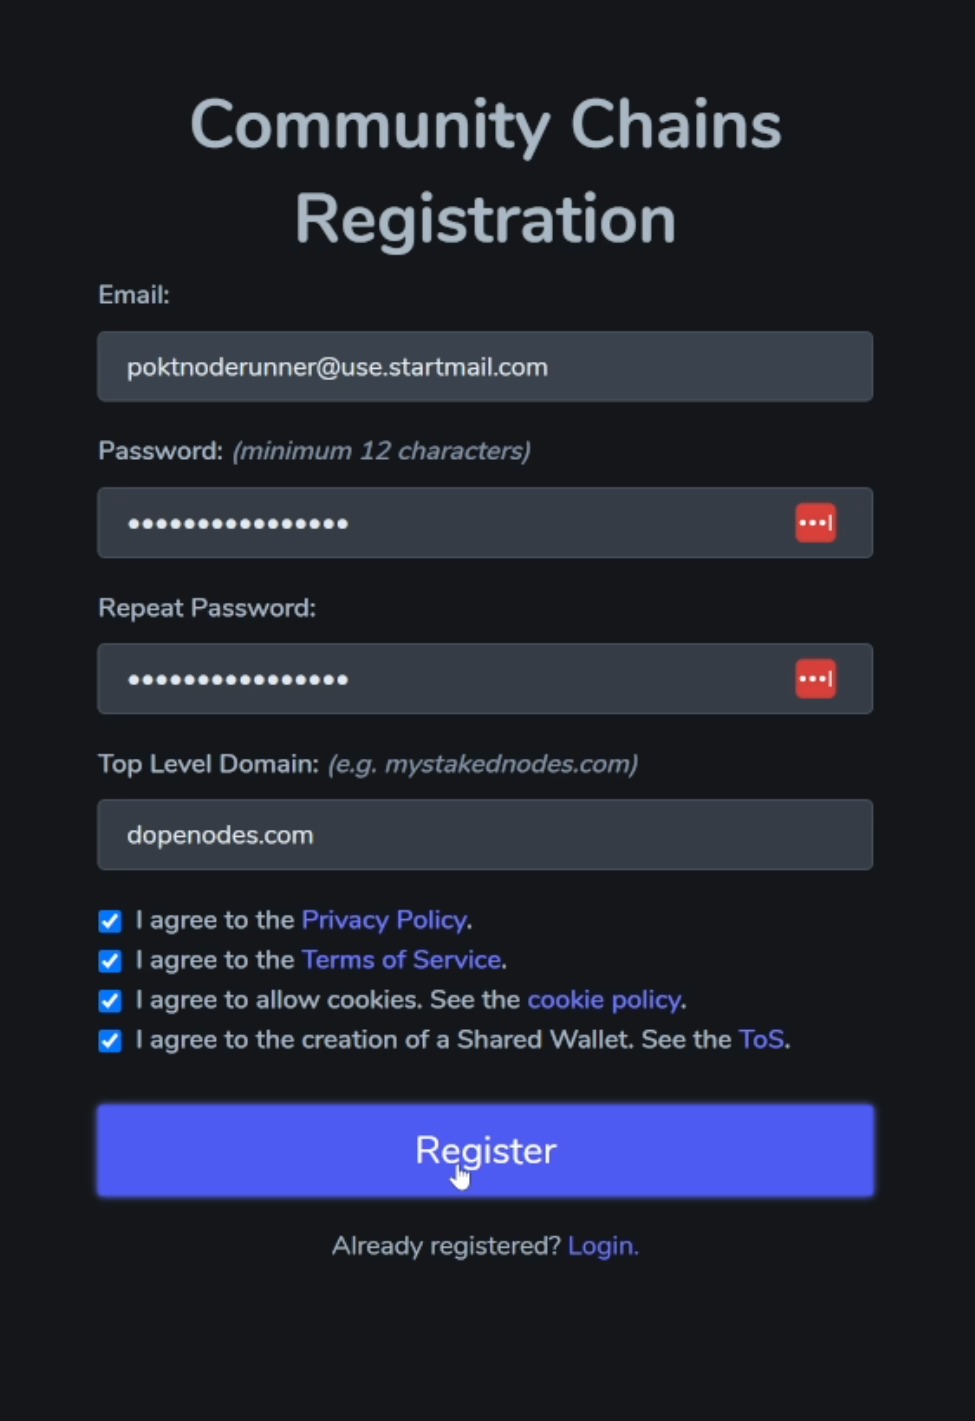 Community Chains
Registration
Email:
poktnoderunner@use.startmail.com
Password: (minimum 12 characters)
••••••••••••••••
Repeat Password:
••••••••••••••••
Top Level Domain: (e.g. mystakednodes.com)
dopenodes.com
I agree to the Privacy Policy.
I agree to the Terms of Service.
I agree to allow cookies. See the cookie policy.
I agree to the creation of a Shared Wallet. See the ToS.
Register
Already registered? Login.